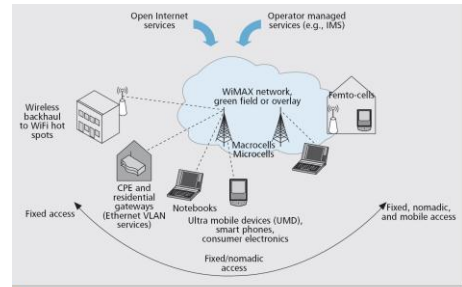 Open Internet
services
Operator managed
services (e.g., IMS)
WiMAX network,
green field or overlay
Femto-cells
Wireless
backhaul
to WiFi hot
spots
Macrocells
Microcells
CPE and
residential
gateways
(Ethernet VLAN
services)
Notebooks
Ultra mobile devices (UMD),
smart phones,
consumer electronics
Fixed access
Fixed, nomadic,
and mobile access
Fixed/nomadic
access